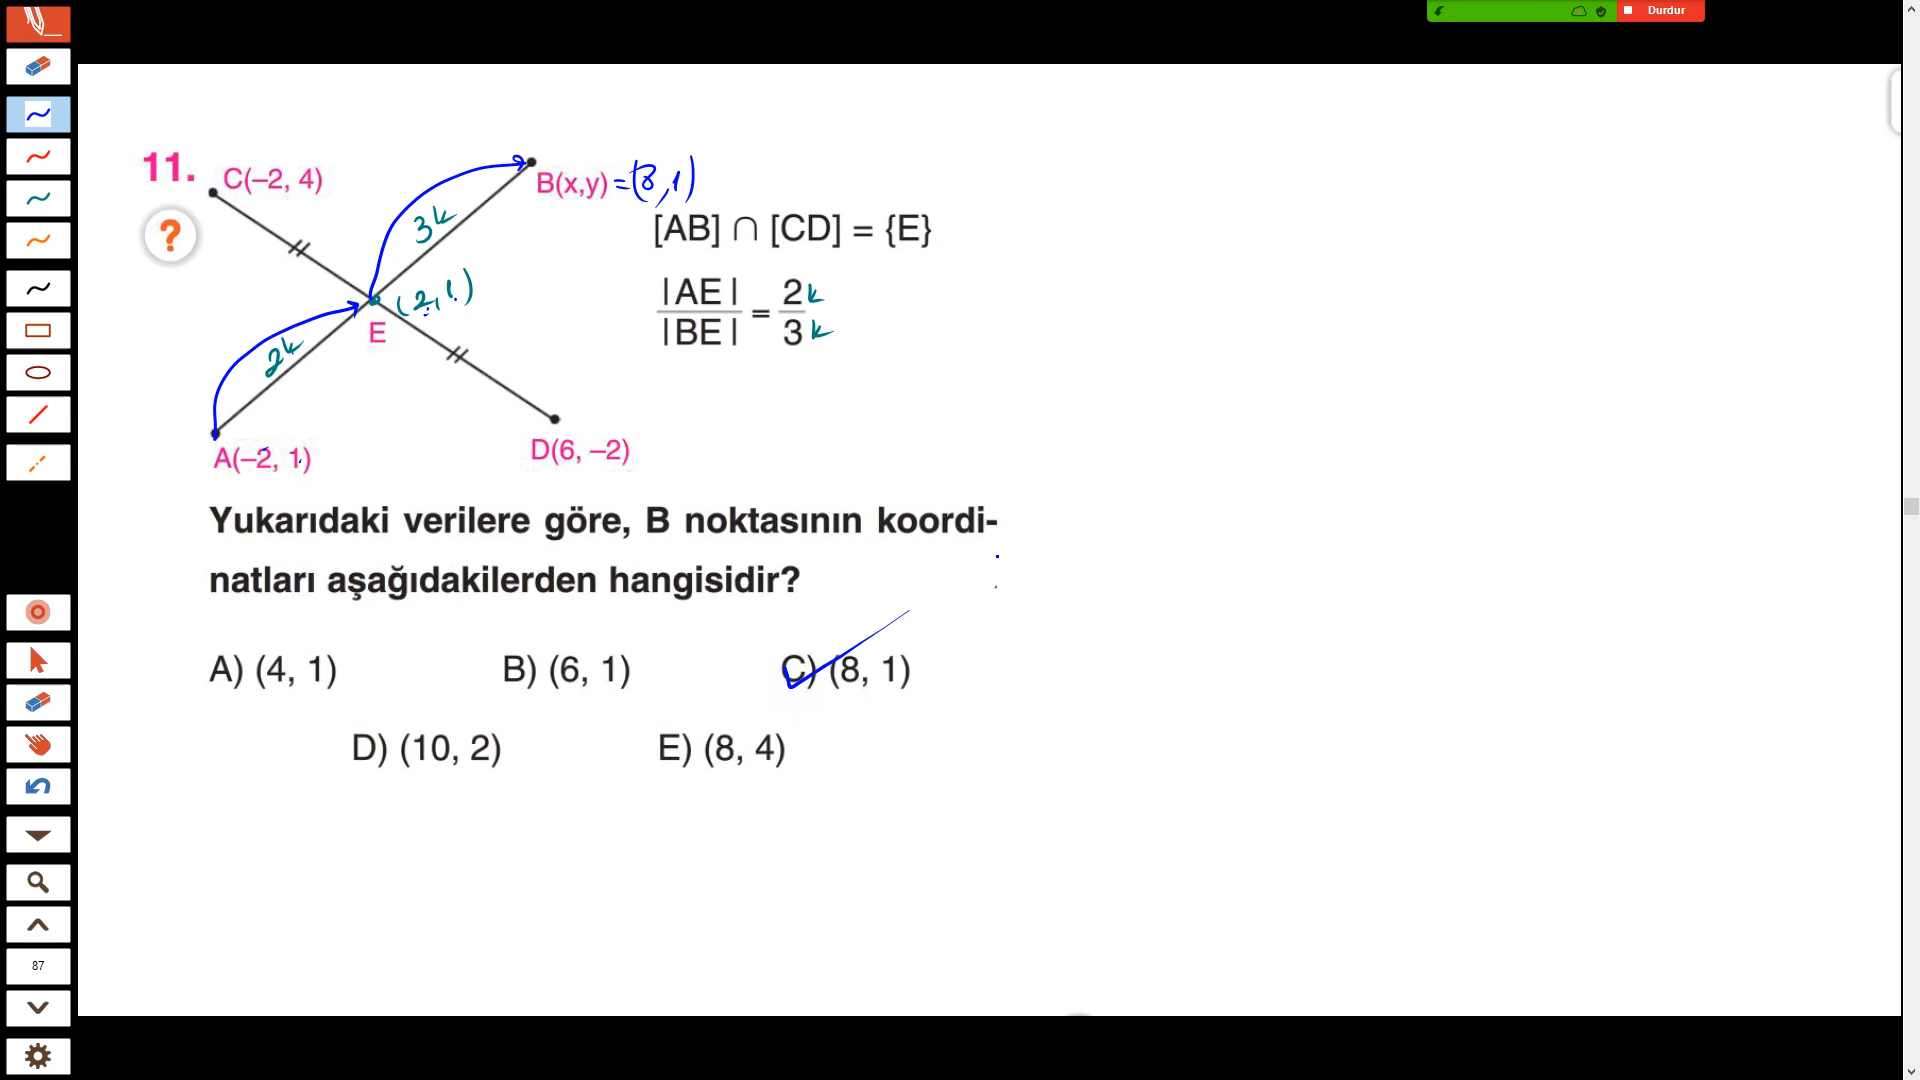 Durdur
11.
C(–2, 4)
B(x,y) =(8,1)
3k
[AB] ∩ [CD] = {E}
(2,1)
|AE| / |BE| = 2k / 3k
E
2k
A(–2, 1)
D(6, –2)
Yukarıdaki verilere göre, B noktasının koordi-
natları aşağıdakilerden hangisidir?
A) (4, 1) B) (6, 1) C) (8, 1)
D) (10, 2) E) (8, 4)
87